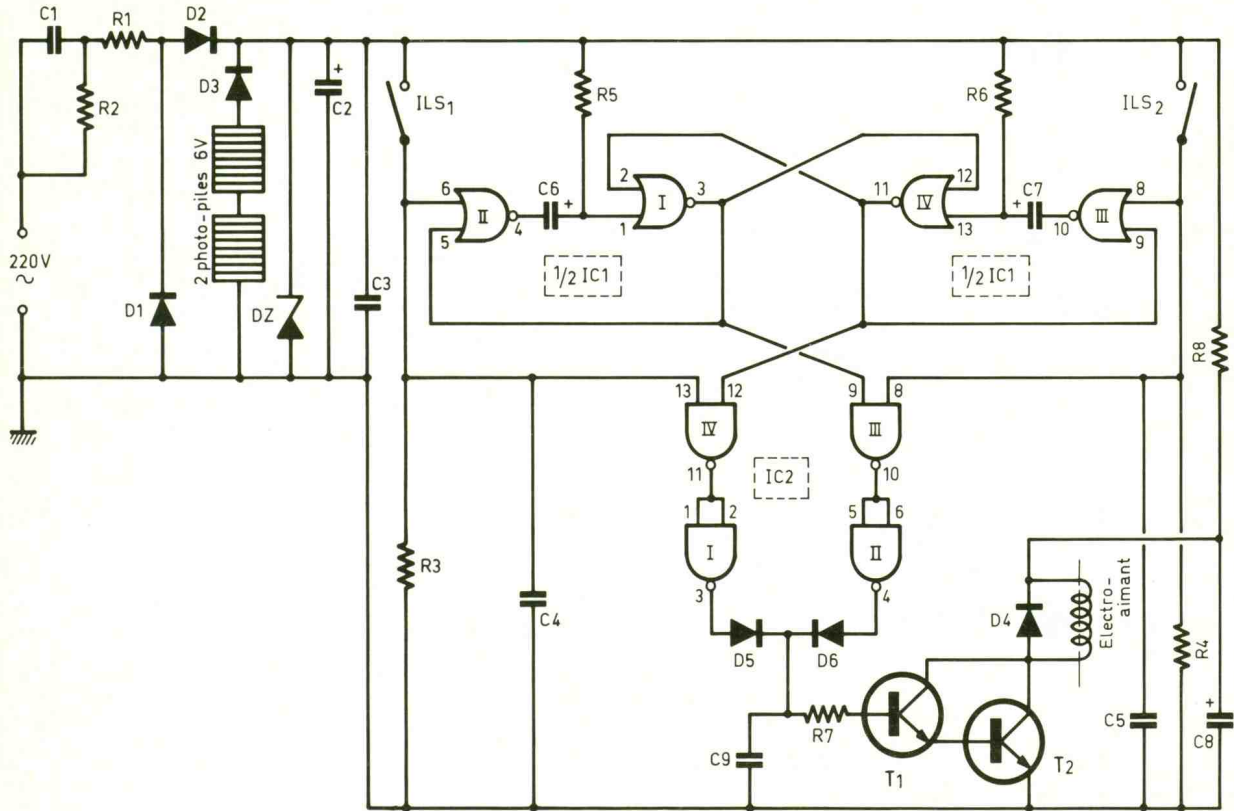 C1
R1
D2
R2
D3
2 photo-piles 6V
220V
~
D1
DZ
+
C2
C3
ILS1
R5
R6
ILS2
6
5
II
4
C6
+
2
1
I
3
11
IV
12
13
+
C7
10
III
8
9
1/2 IC1
1/2 IC1
R8
13
12
IV
11
9
8
III
10
IC2
1
2
I
3
5
6
II
4
R3
C4
D5
D6
D4
Electro-
aimant
R4
C9
R7
T1
T2
C5
+
C8